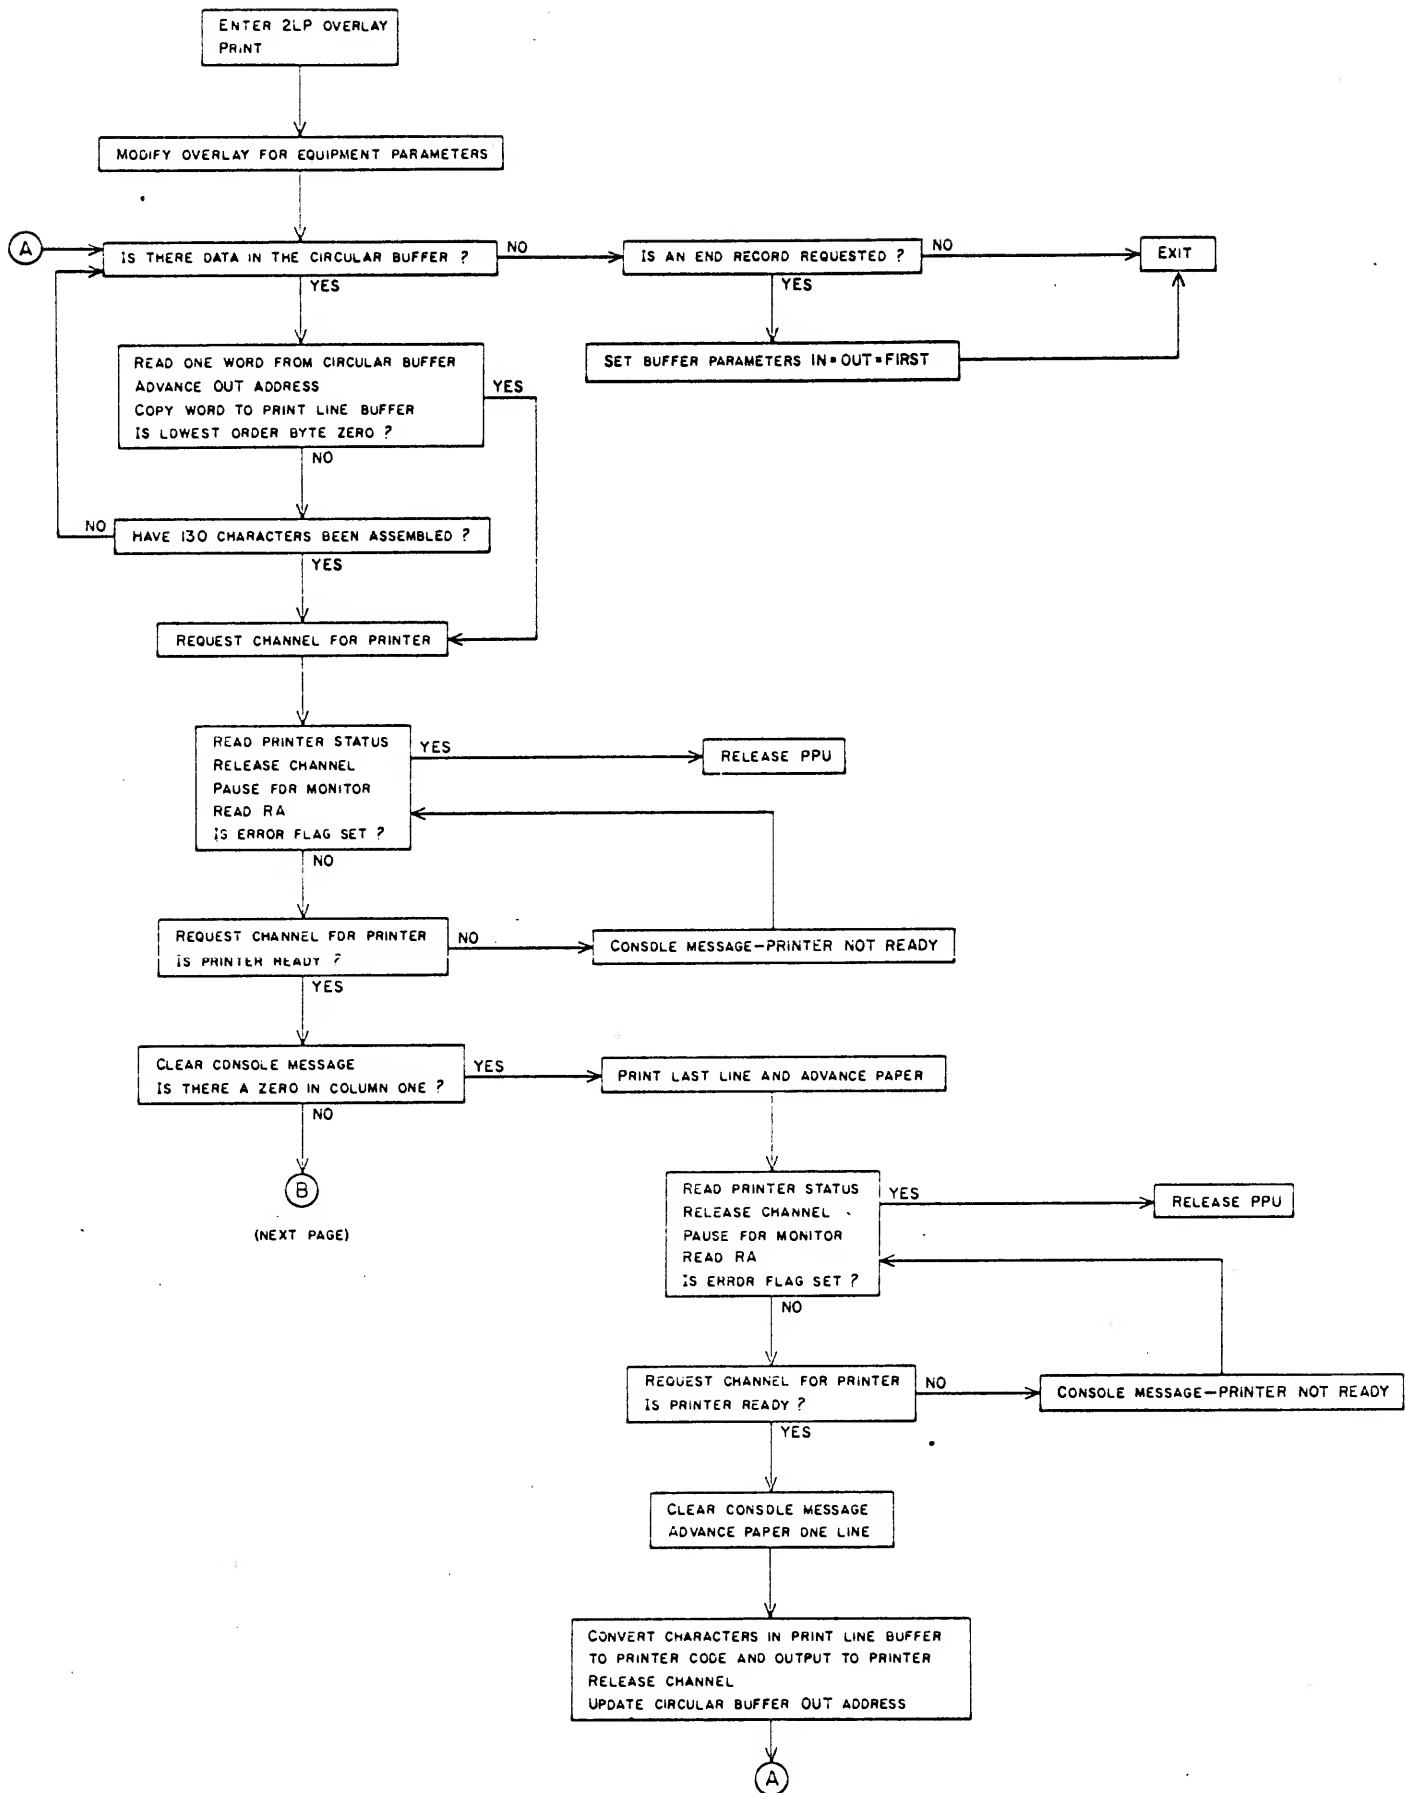 ENTER 2LP OVERLAY
PRINT
MODIFY OVERLAY FOR EQUIPMENT PARAMETERS
A
IS THERE DATA IN THE CIRCULAR BUFFER ?
NO
IS AN END RECORD REQUESTED ?
NO
EXIT
YES
YES
READ ONE WORD FROM CIRCULAR BUFFER
ADVANCE OUT ADDRESS
COPY WORD TO PRINT LINE BUFFER
IS LOWEST ORDER BYTE ZERO ?
YES
SET BUFFER PARAMETERS IN=OUT=FIRST
NO
NO
HAVE 130 CHARACTERS BEEN ASSEMBLED ?
YES
REQUEST CHANNEL FOR PRINTER
READ PRINTER STATUS
RELEASE CHANNEL
PAUSE FOR MONITOR
READ RA
IS ERROR FLAG SET ?
YES
RELEASE PPU
NO
REQUEST CHANNEL FOR PRINTER
IS PRINTER READY ?
NO
CONSOLE MESSAGE-PRINTER NOT READY
YES
CLEAR CONSOLE MESSAGE
IS THERE A ZERO IN COLUMN ONE ?
YES
PRINT LAST LINE AND ADVANCE PAPER
NO
B
(NEXT PAGE)
READ PRINTER STATUS
RELEASE CHANNEL
PAUSE FOR MONITOR
READ RA
IS ERROR FLAG SET ?
YES
RELEASE PPU
NO
REQUEST CHANNEL FOR PRINTER
IS PRINTER READY ?
NO
CONSOLE MESSAGE-PRINTER NOT READY
YES
CLEAR CONSOLE MESSAGE
ADVANCE PAPER ONE LINE
CONVERT CHARACTERS IN PRINT LINE BUFFER
TO PRINTER CODE AND OUTPUT TO PRINTER
RELEASE CHANNEL
UPDATE CIRCULAR BUFFER OUT ADDRESS
A